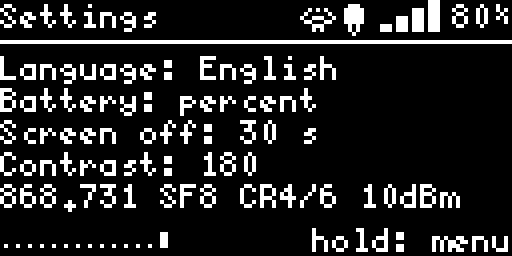 Settings 80%
Language: English
Battery: percent
Screen off: 30 s
Contrast: 180
868.731 SF8 CR4/6 10dBm
.............
hold: menu